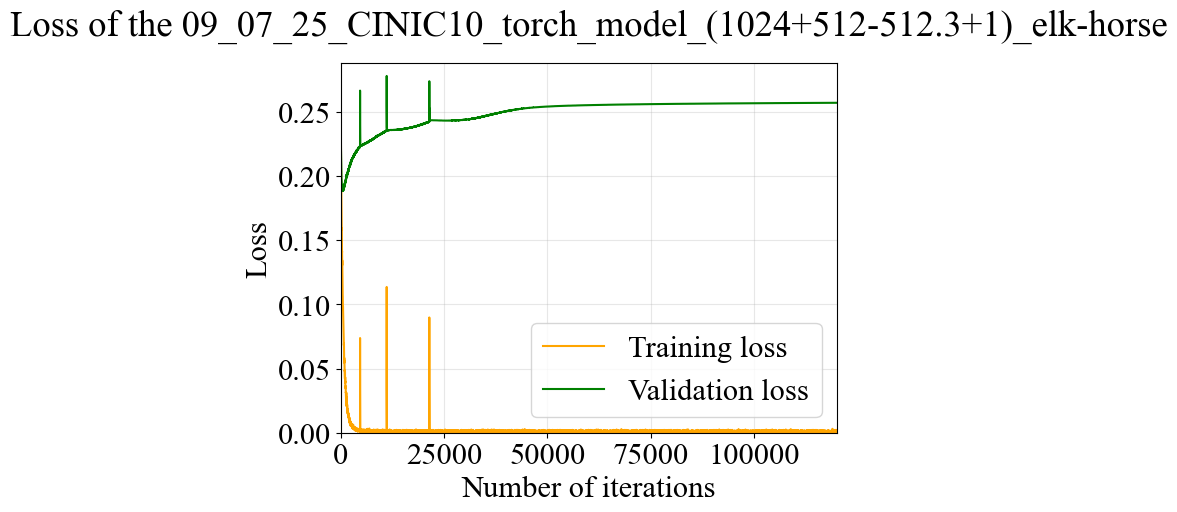 Loss of the 09_07_25_CINIC10_torch_model_(1024+512-512.3+1)_elk-horse
Loss
0.25
0.20
0.15
0.10
0.05
0.00
Training loss
Validation loss
0 25000 50000 75000 100000
Number of iterations